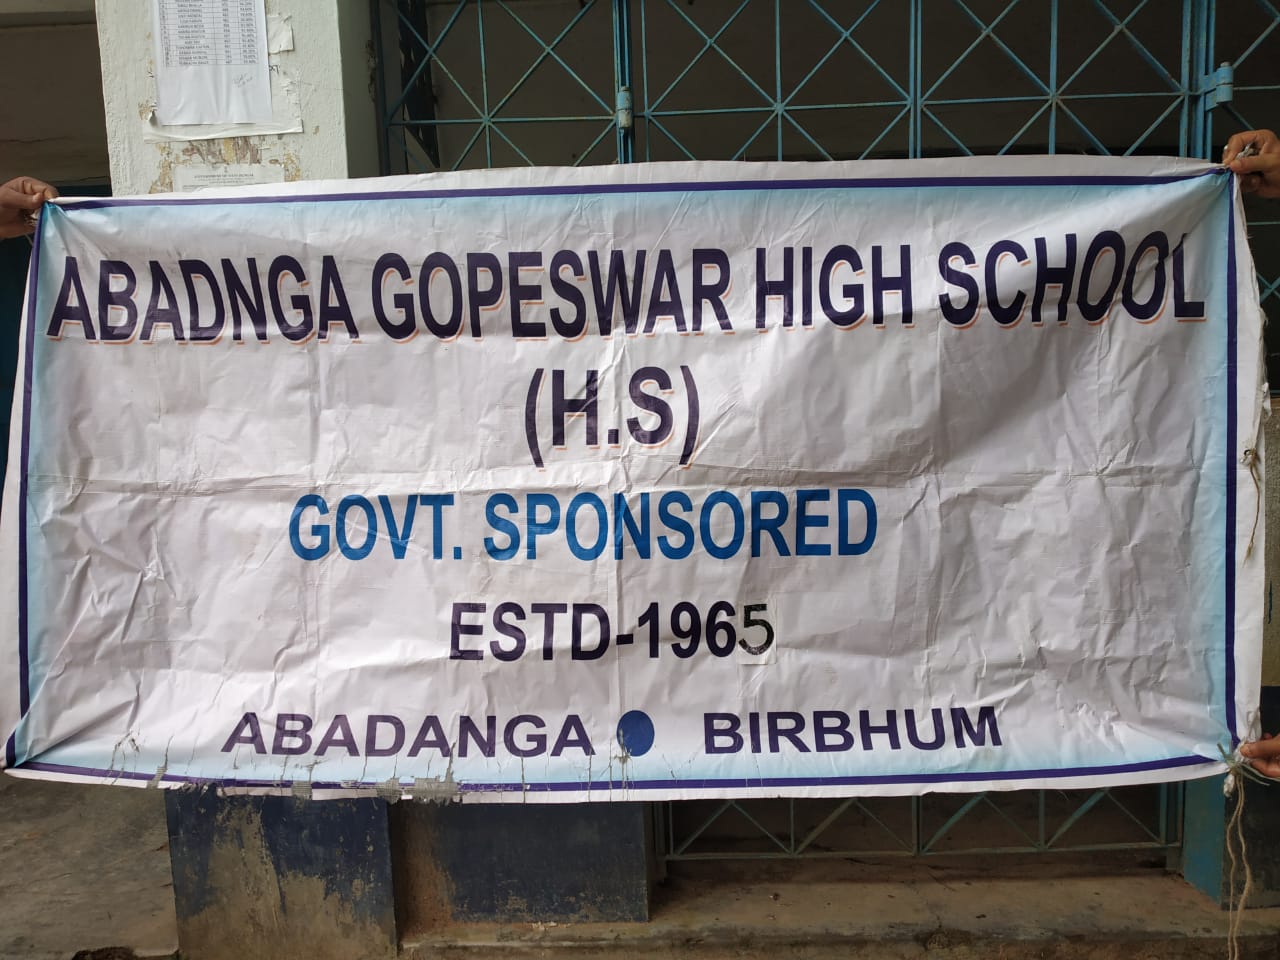 ABADNGA GOPESWAR HIGH SCHOOL
(H.S)
GOVT. SPONSORED
ESTD-1965
ABADANGA ● BIRBHUM